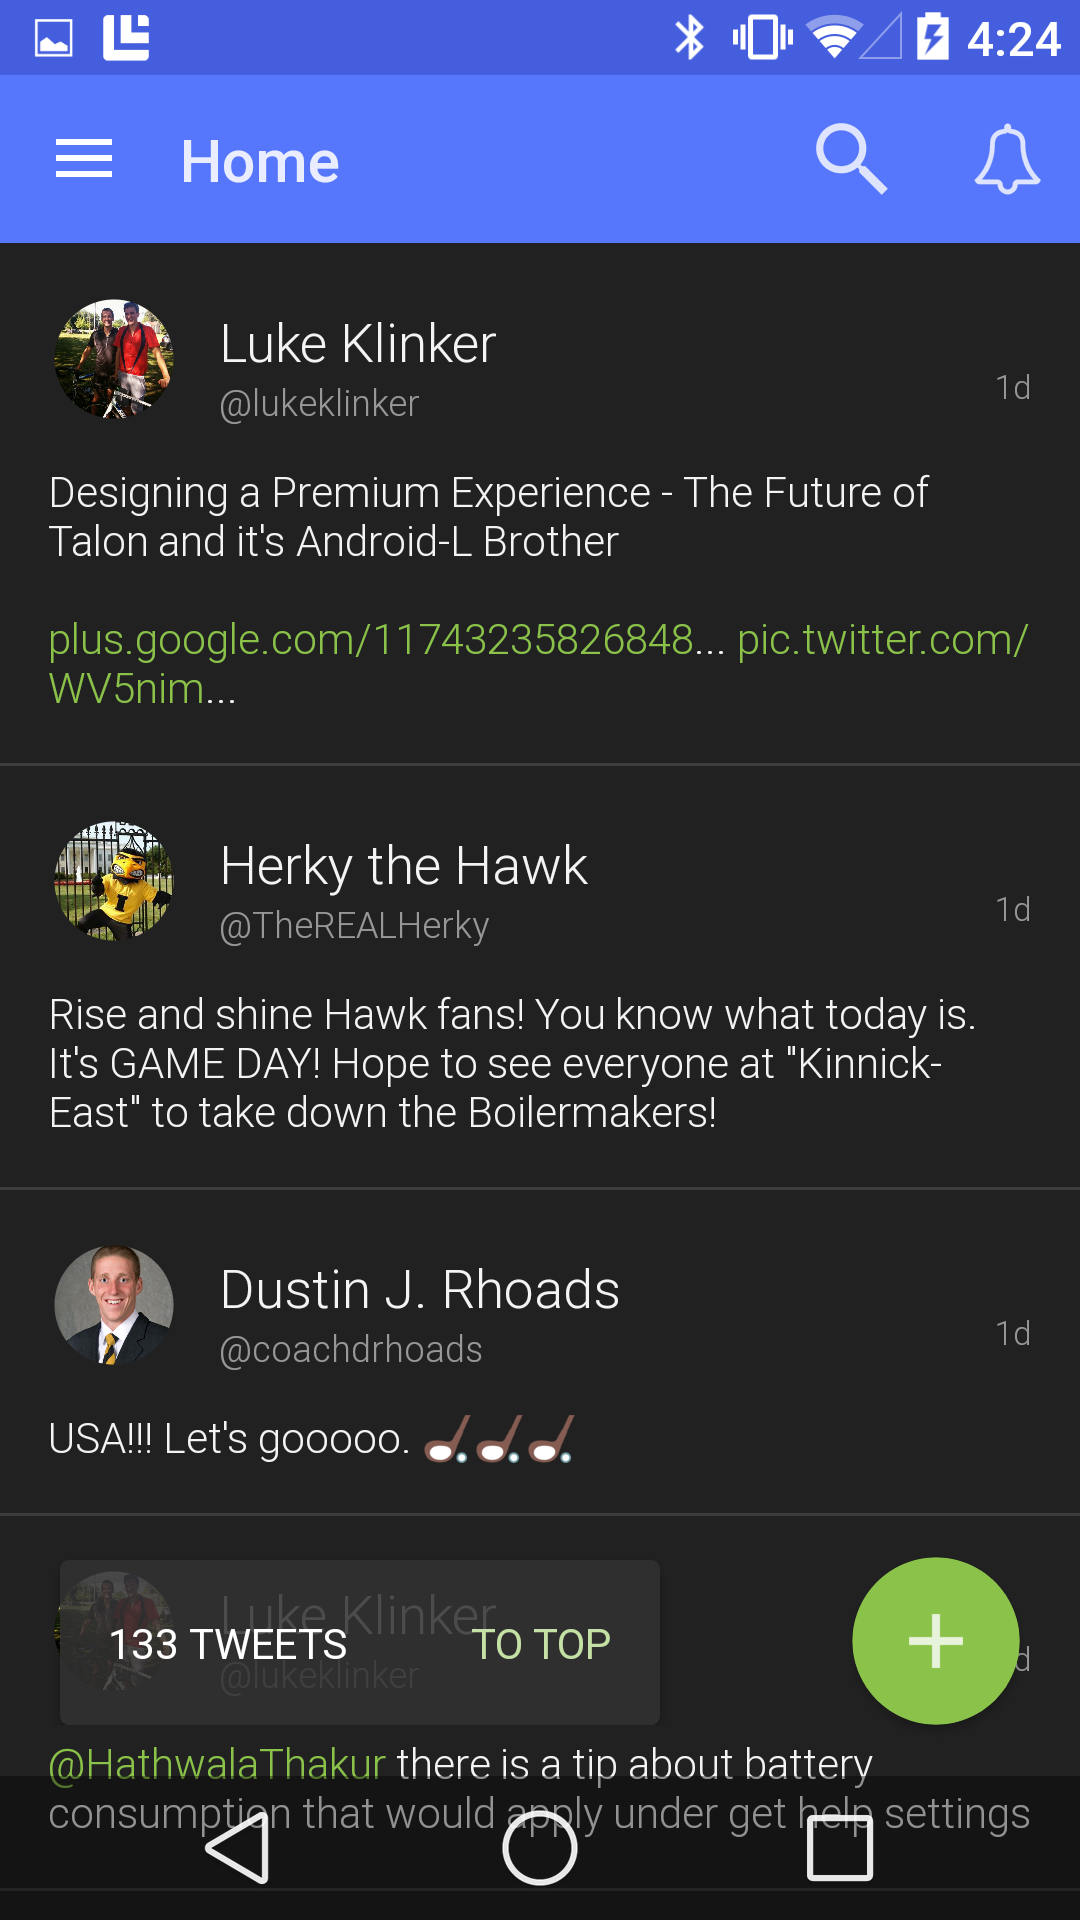 4:24
Home
Luke Klinker
@lukeklinker
1d
Designing a Premium Experience - The Future of
Talon and it's Android-L Brother
plus.google.com/11743235826848... pic.twitter.com/
WV5nim...
Herky the Hawk
@TheREALHerky
1d
Rise and shine Hawk fans! You know what today is.
It's GAME DAY! Hope to see everyone at "Kinnick-
East" to take down the Boilermakers!
Dustin J. Rhoads
@coachdrhoads
1d
USA!!! Let's gooooo.
Luke Klinker
133 TWEETS TO TOP
@lukeklinker
d
@HathwalaThakur there is a tip about battery
consumption that would apply under get help settings